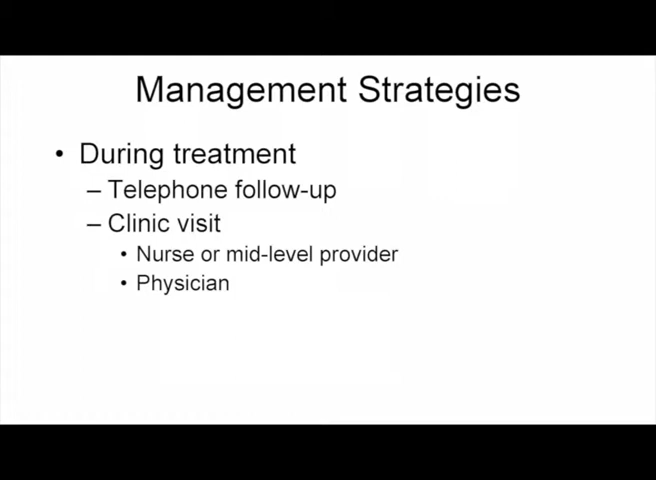 Management Strategies
• During treatment
– Telephone follow-up
– Clinic visit
• Nurse or mid-level provider
• Physician